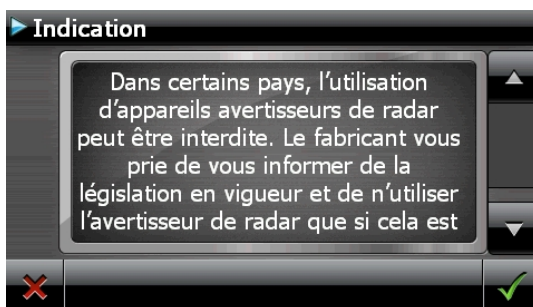 Indication
Dans certains pays, l'utilisation
d'appareils avertisseurs de radar
peut être interdite. Le fabricant vous
prie de vous informer de la
législation en vigueur et de n'utiliser
l'avertisseur de radar que si cela est